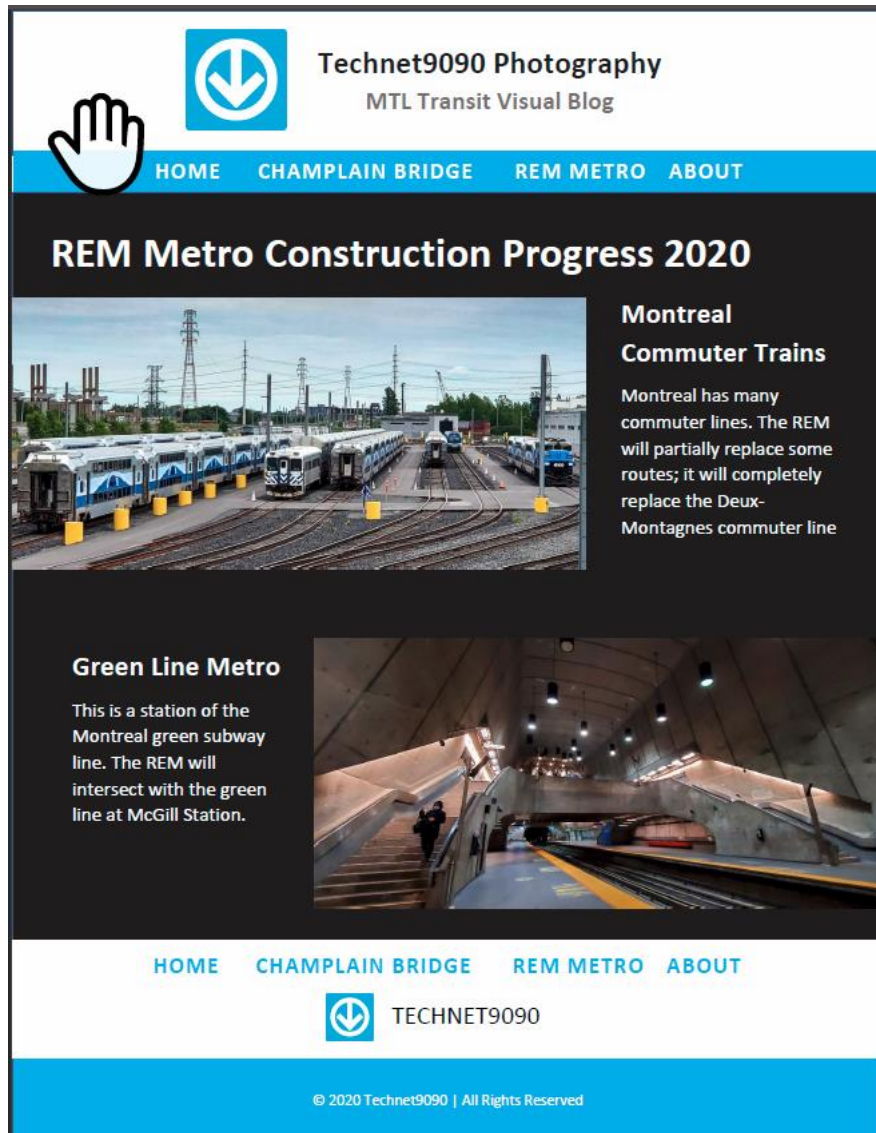 Technet9090 Photography
MTL Transit Visual Blog
HOME CHAMPLAIN BRIDGE REM METRO ABOUT
REM Metro Construction Progress 2020
Montreal
Commuter Trains
Montreal has many
commuter lines. The REM
will partially replace some
routes; it will completely
replace the Deux-
Montagnes commuter line
Green Line Metro
This is a station of the
Montreal green subway
line. The REM will
intersect with the green
line at McGill Station.
HOME CHAMPLAIN BRIDGE REM METRO ABOUT
TECHNET9090
© 2020 Technet9090 | All Rights Reserved